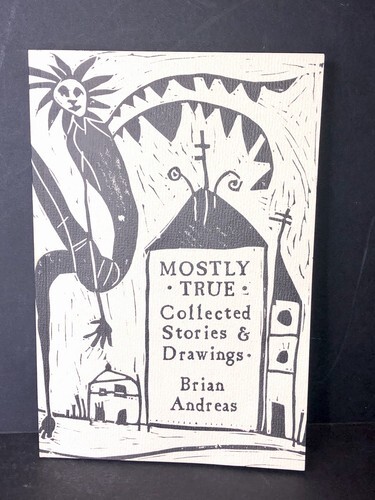 MOSTLY
· TRUE ·
Collected
Stories &
Drawings·
Brian
Andreas